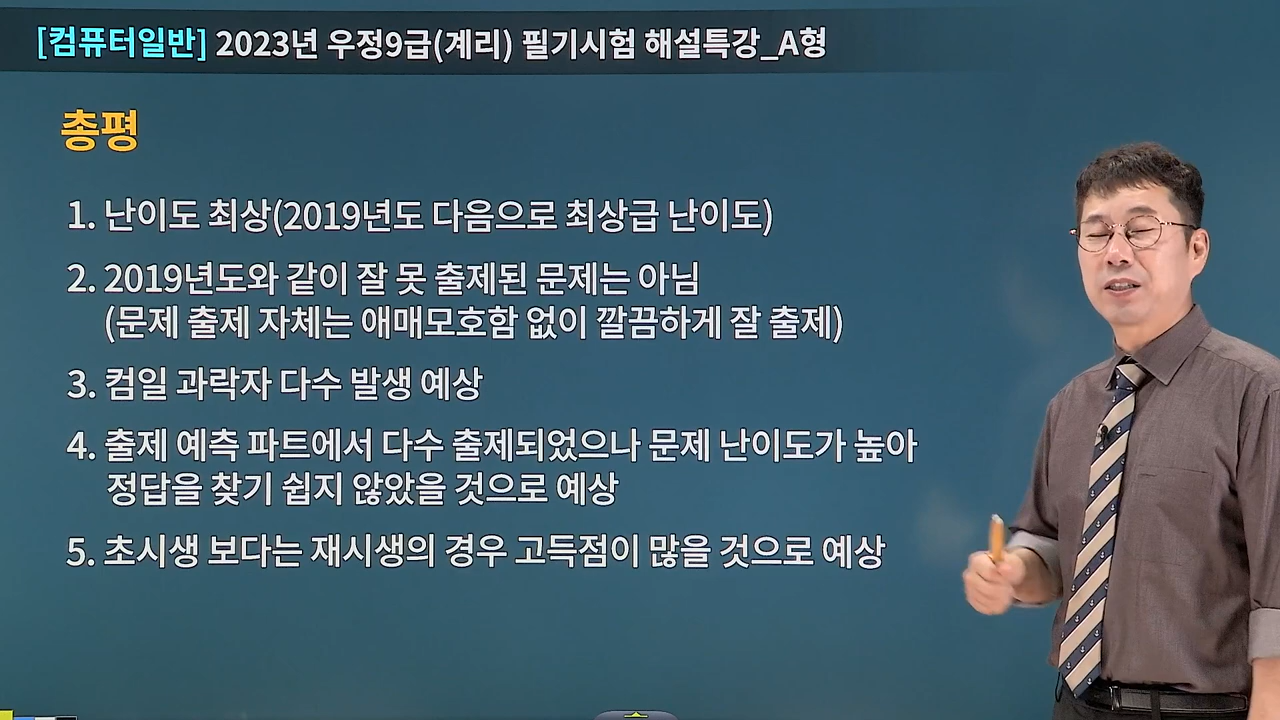 [컴퓨터일반] 2023년 우정9급(계리) 필기시험 해설특강_A형
총평
1. 난이도 최상(2019년도 다음으로 최상급 난이도)
2. 2019년도와 같이 잘 못 출제된 문제는 아님
(문제 출제 자체는 애매모호함 없이 깔끔하게 잘 출제)
3. 컴일 과락자 다수 발생 예상
4. 출제 예측 파트에서 다수 출제되었으나 문제 난이도가 높아
정답을 찾기 쉽지 않았을 것으로 예상
5. 초시생 보다는 재시생의 경우 고득점이 많을 것으로 예상